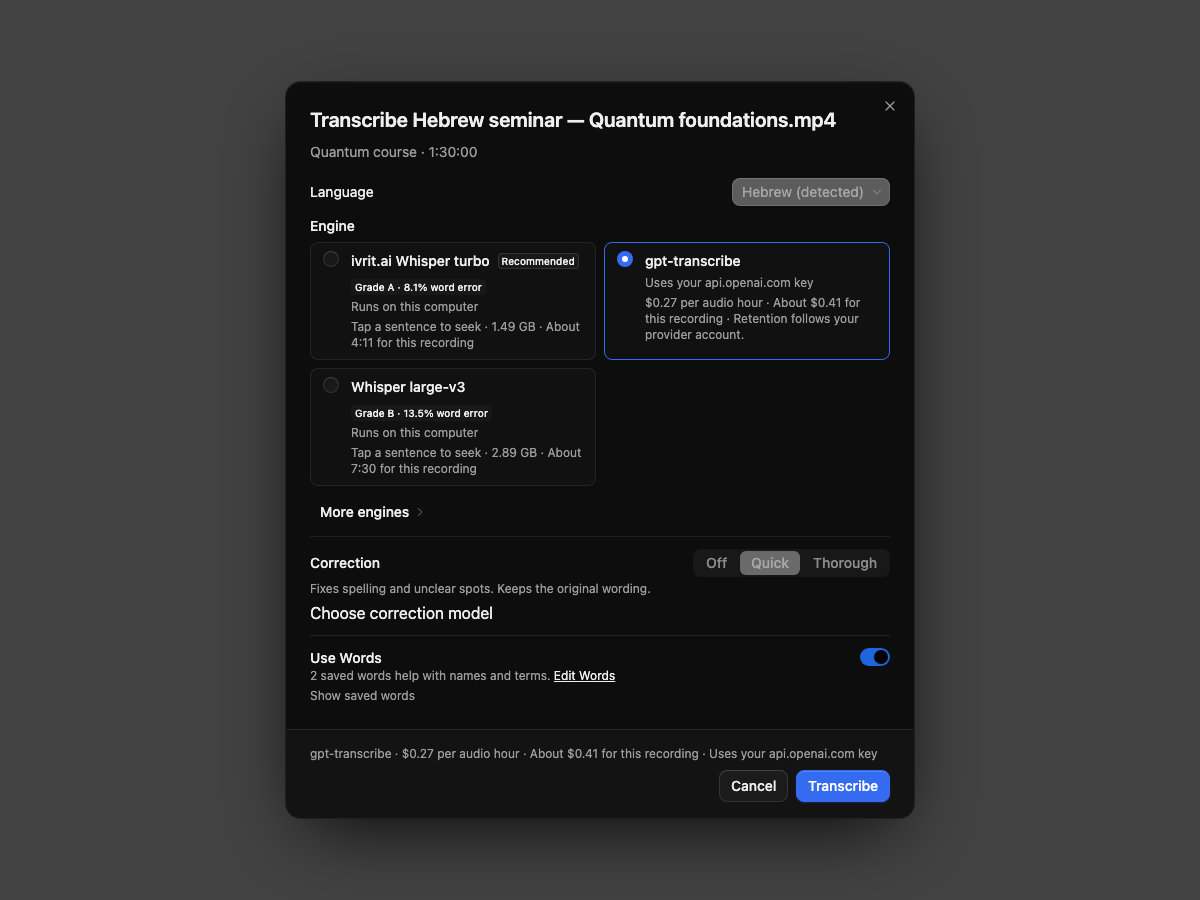 Transcribe Hebrew seminar — Quantum foundations.mp4
Quantum course · 1:30:00
Language
Hebrew (detected)
Engine
ivrit.ai Whisper turbo Recommended
Grade A · 8.1% word error
Runs on this computer
Tap a sentence to seek · 1.49 GB · About
4:11 for this recording
gpt-transcribe
Uses your api.openai.com key
$0.27 per audio hour · About $0.41 for
this recording · Retention follows your
provider account.
Whisper large-v3
Grade B · 13.5% word error
Runs on this computer
Tap a sentence to seek · 2.89 GB · About
7:30 for this recording
More engines
Correction
Off Quick Thorough
Fixes spelling and unclear spots. Keeps the original wording.
Choose correction model
Use Words
2 saved words help with names and terms. Edit Words
Show saved words
gpt-transcribe · $0.27 per audio hour · About $0.41 for this recording · Uses your api.openai.com key
Cancel Transcribe